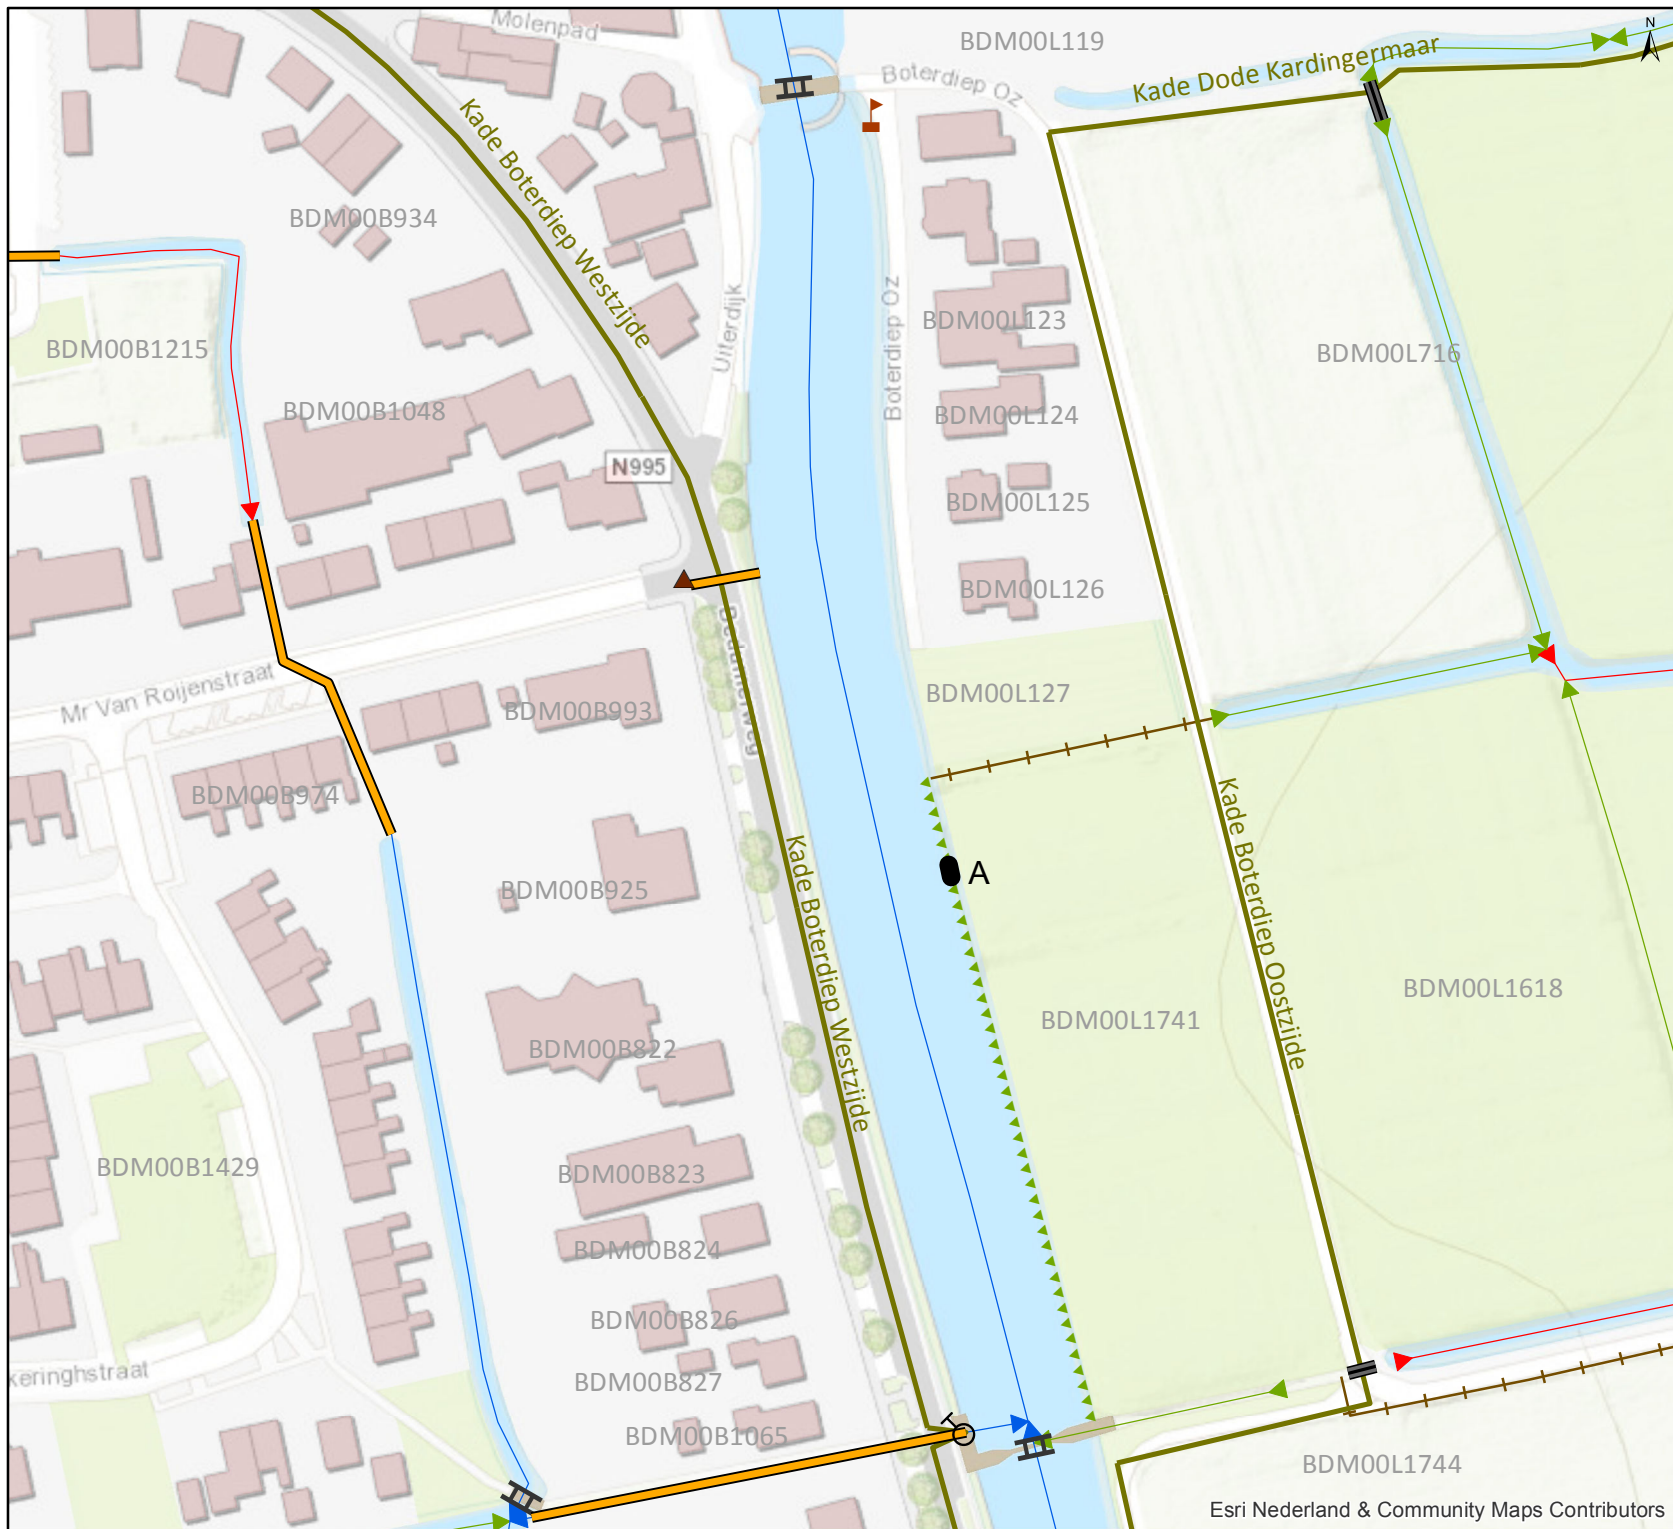 Molenpad
BDM00L119
N
Kade Dode Kardingermaar
Boterdiep Oz
Kade Boterdiep Westzijde
BDM00B934
Uiterdijk
Boterdiep Oz
BDM00L123
BDM00B1215
BDM00L716
BDM00B1048
BDM00L124
N995
BDM00L125
BDM00L126
Mr Van Roijenstraat
BDM00L127
BDM00B993
BDM00B974
Kade Boterdiep Westzijde
Kade Boterdiep Oostzijde
A
BDM00B925
BDM00L1618
BDM00L1741
BDM00B822
BDM00B1429
BDM00B823
BDM00B824
BDM00B826
keringhstraat
BDM00B827
BDM00B1065
BDM00L1744
Esri Nederland & Community Maps Contributors